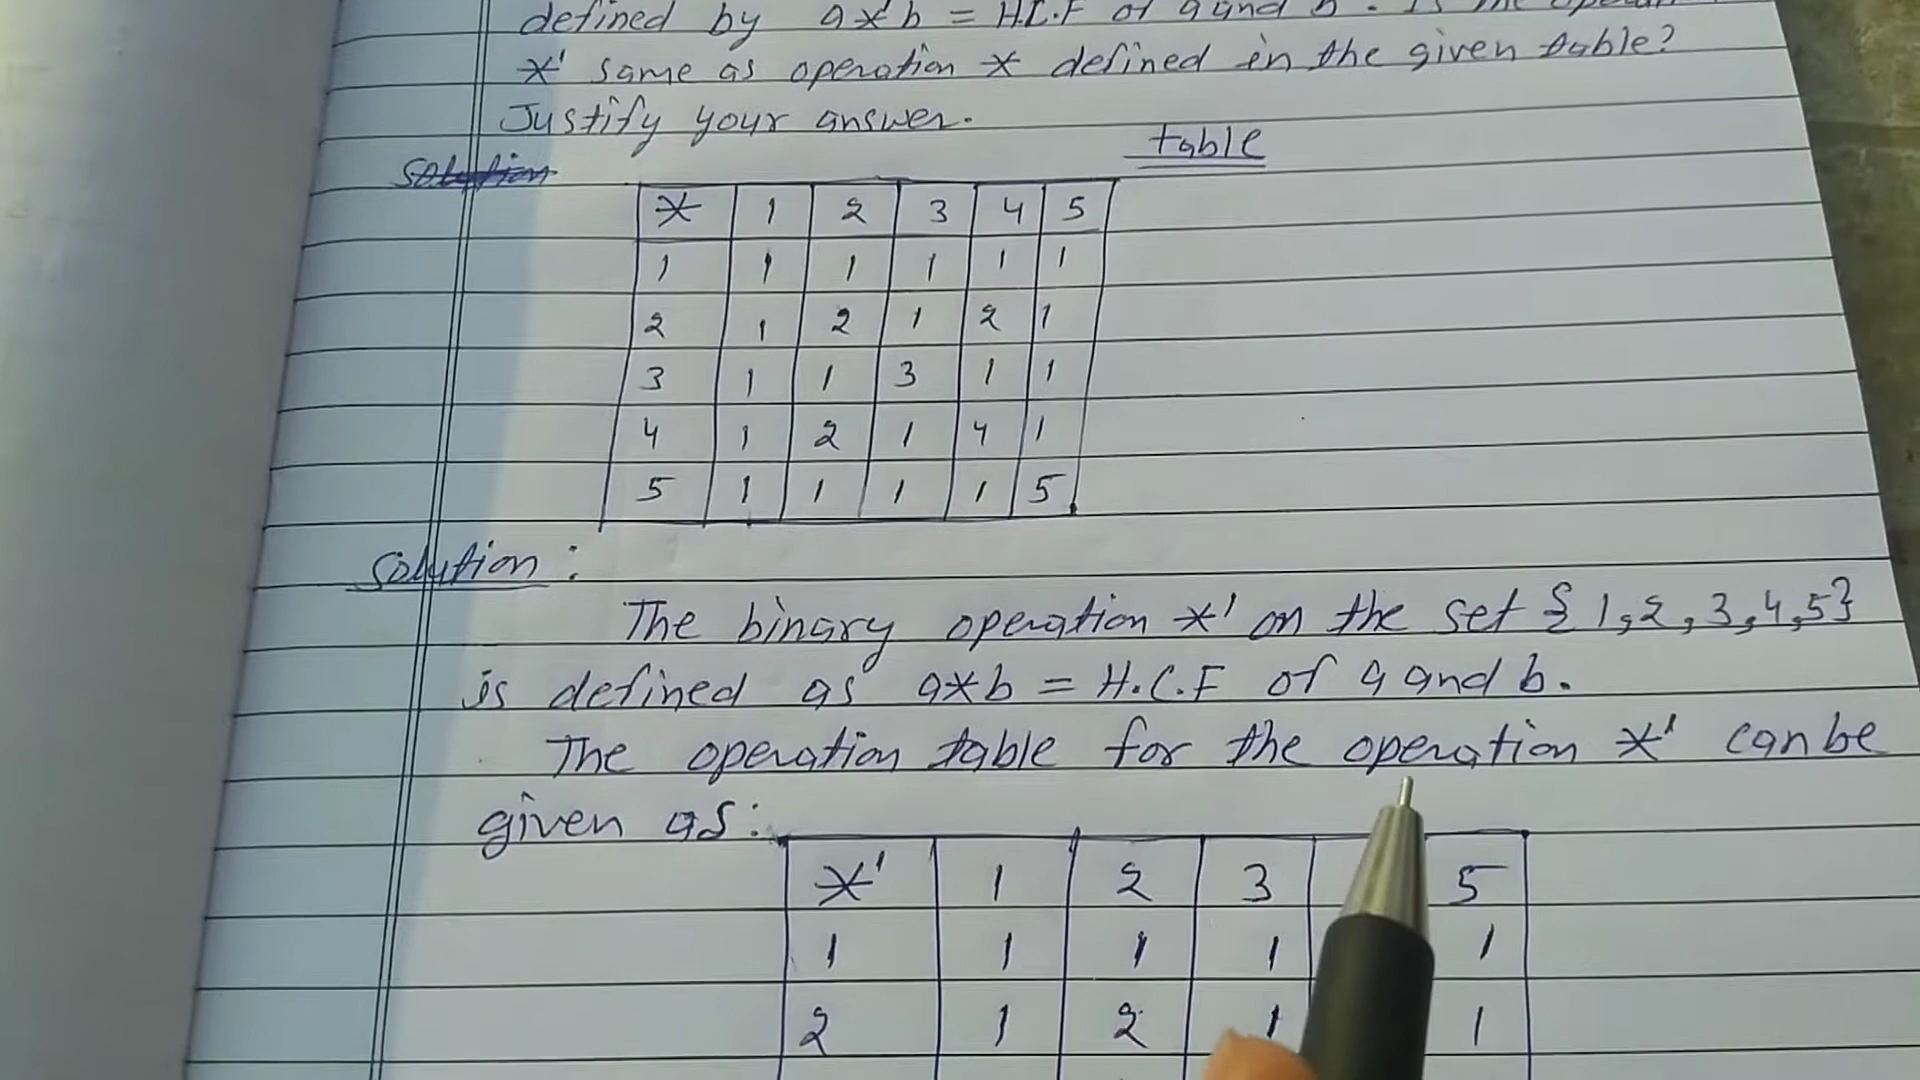 defined by a*b = H.C.F of a and b. Is the
*' same as operation * defined in the given table?
Justify your answer.
table
* 1 2 3 4 5
1 1 1 1 1 1
2 1 2 1 2 1
3 1 1 3 1 1
4 1 2 1 4 1
5 1 1 1 1 5
Solution:
The binary operation *' on the set {1,2,3,4,5}
is defined as a*b = H.C.F of a and b.
The operation table for the operation *' can be
given as:
*' 1 2 3 5
1 1 1 1 1
2 1 2 1 1